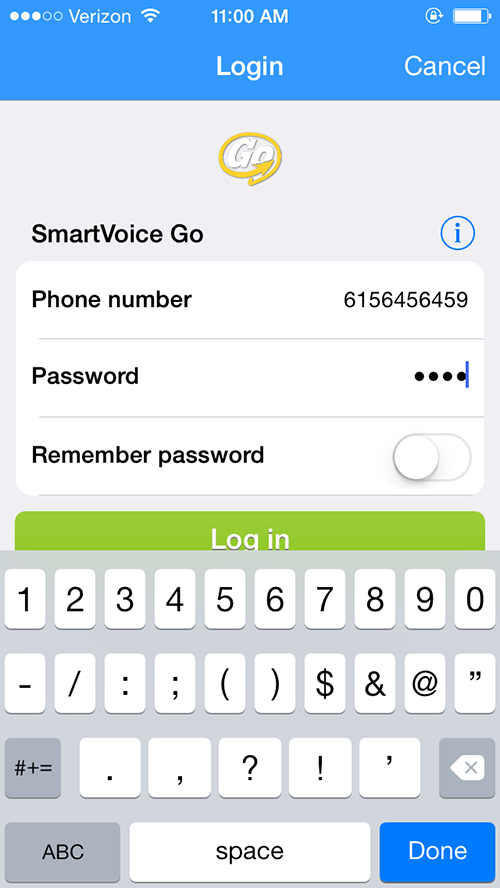 Verizon 11:00 AM
Login Cancel
Go
SmartVoice Go i
Phone number 6156456459
Password ••••
Remember password
Log in
1 2 3 4 5 6 7 8 9 0
- / : ; ( ) $ & @ ”
#+= . , ? ! ’
ABC space Done